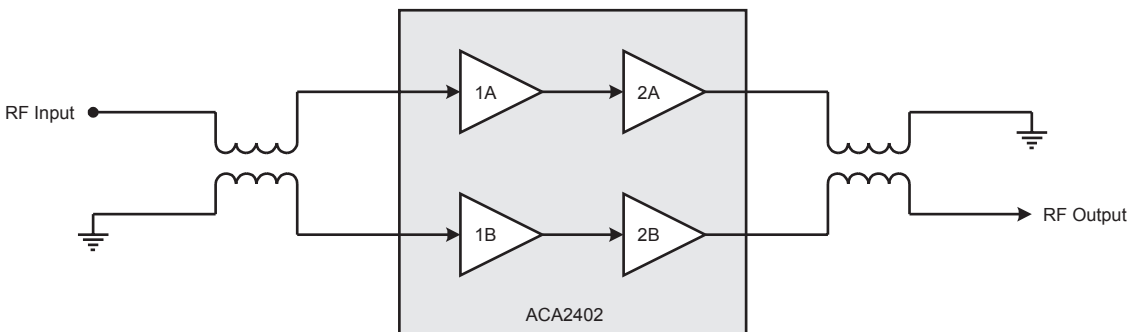 RF Input
1A
2A
1B
2B
RF Output
ACA2402